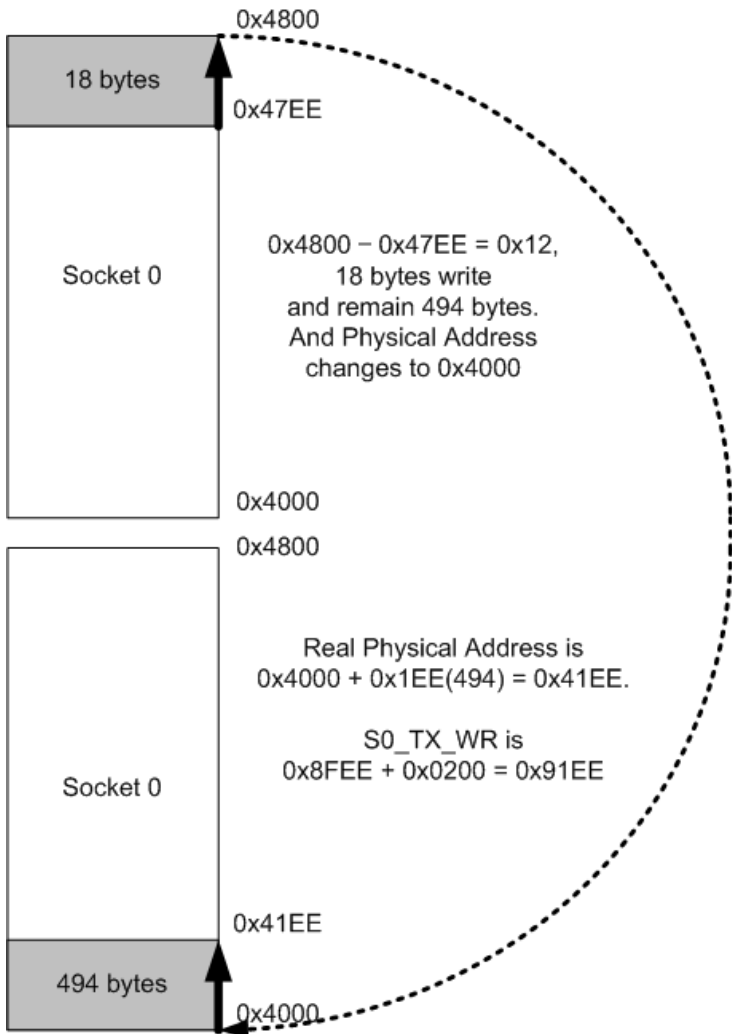 0x4800
18 bytes
0x47EE
Socket 0
0x4800 – 0x47EE = 0x12,
18 bytes write
and remain 494 bytes.
And Physical Address
changes to 0x4000
0x4000
0x4800
Real Physical Address is
0x4000 + 0x1EE(494) = 0x41EE.
S0_TX_WR is
0x8FEE + 0x0200 = 0x91EE
Socket 0
0x41EE
494 bytes
0x4000